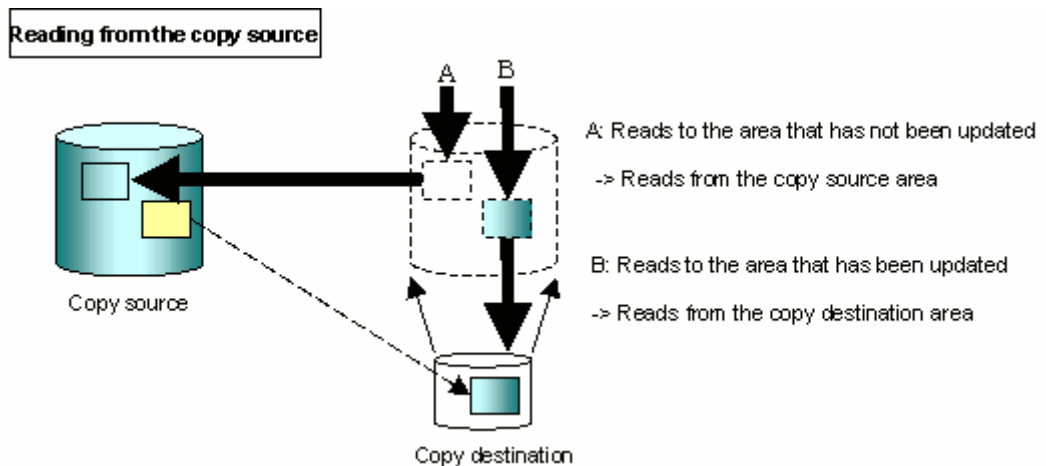 Reading from the copy source
A
B
A: Reads to the area that has not been updated
-> Reads from the copy source area
B: Reads to the area that has been updated
-> Reads from the copy destination area
Copy source
Copy destination